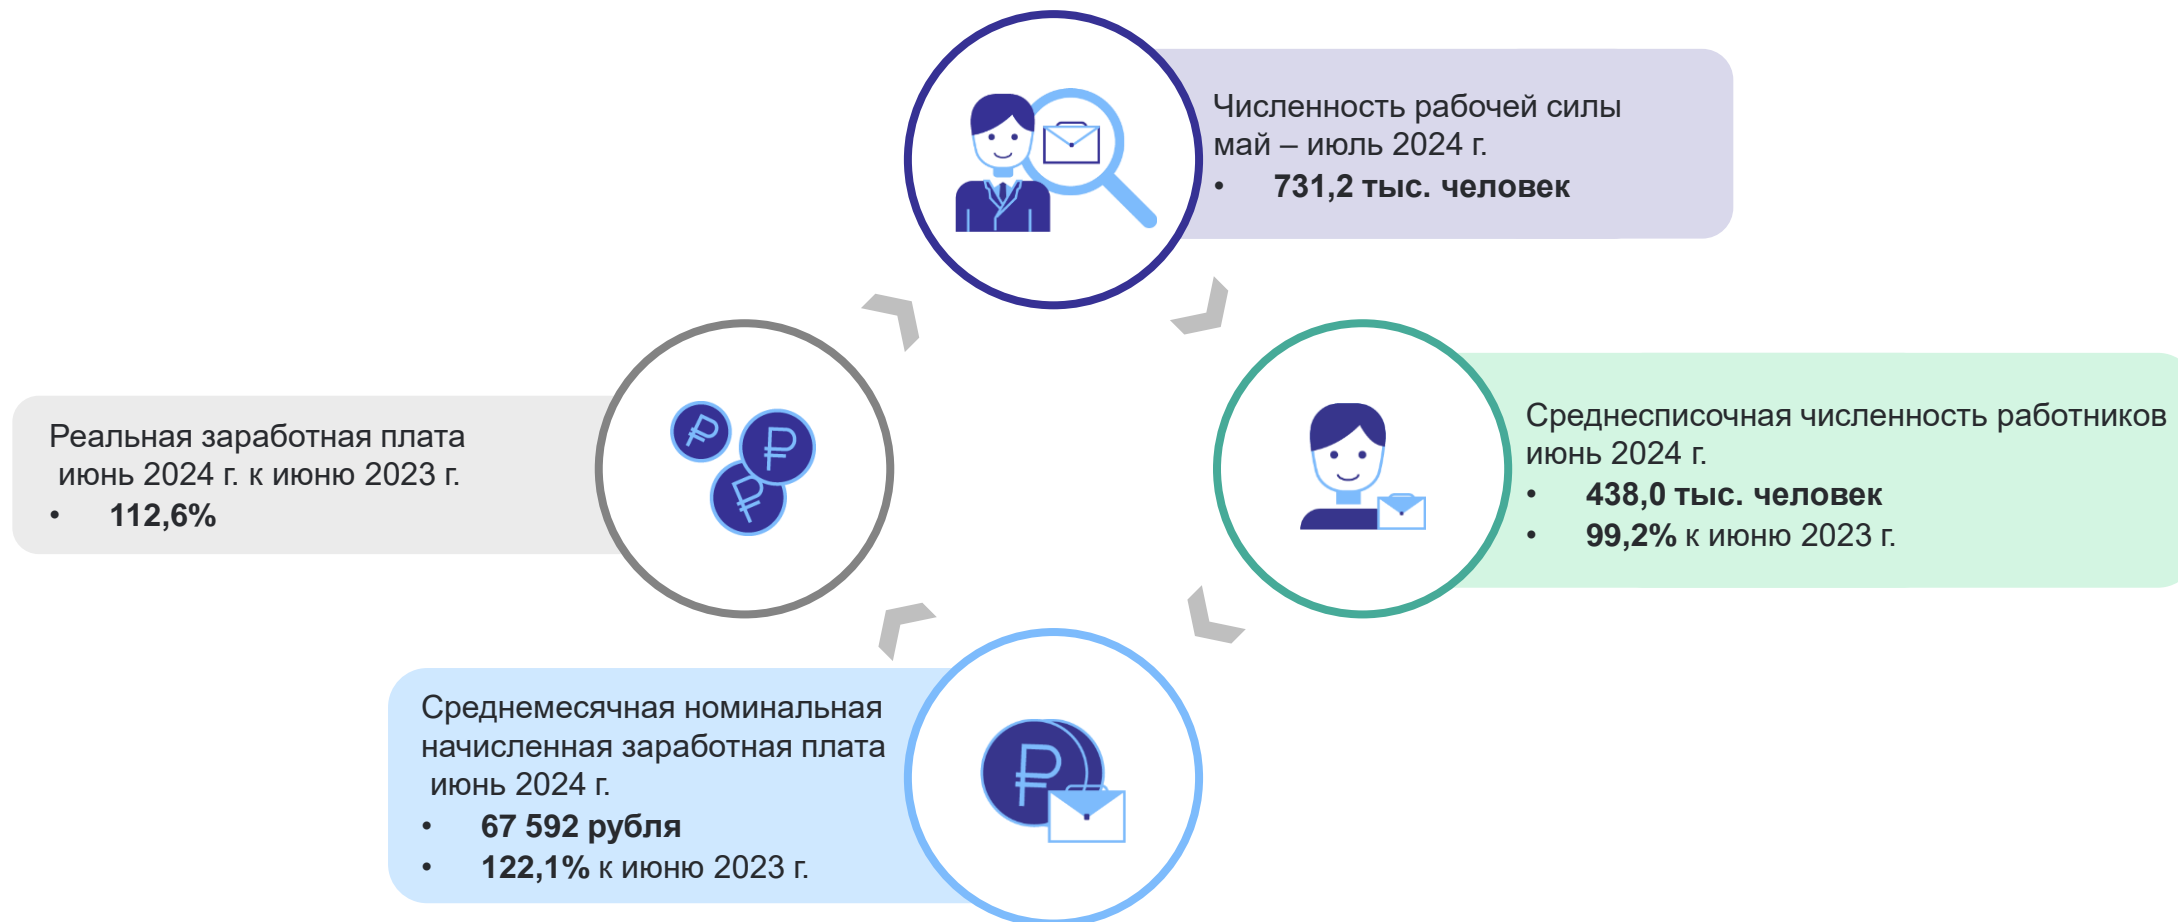 Численность рабочей силы
май – июль 2024 г.
• 731,2 тыс. человек
Среднесписочная численность работников
июнь 2024 г.
• 438,0 тыс. человек
• 99,2% к июню 2023 г.
Реальная заработная плата
июнь 2024 г. к июню 2023 г.
• 112,6%
Среднемесячная номинальная
начисленная заработная плата
июнь 2024 г.
• 67 592 рубля
• 122,1% к июню 2023 г.